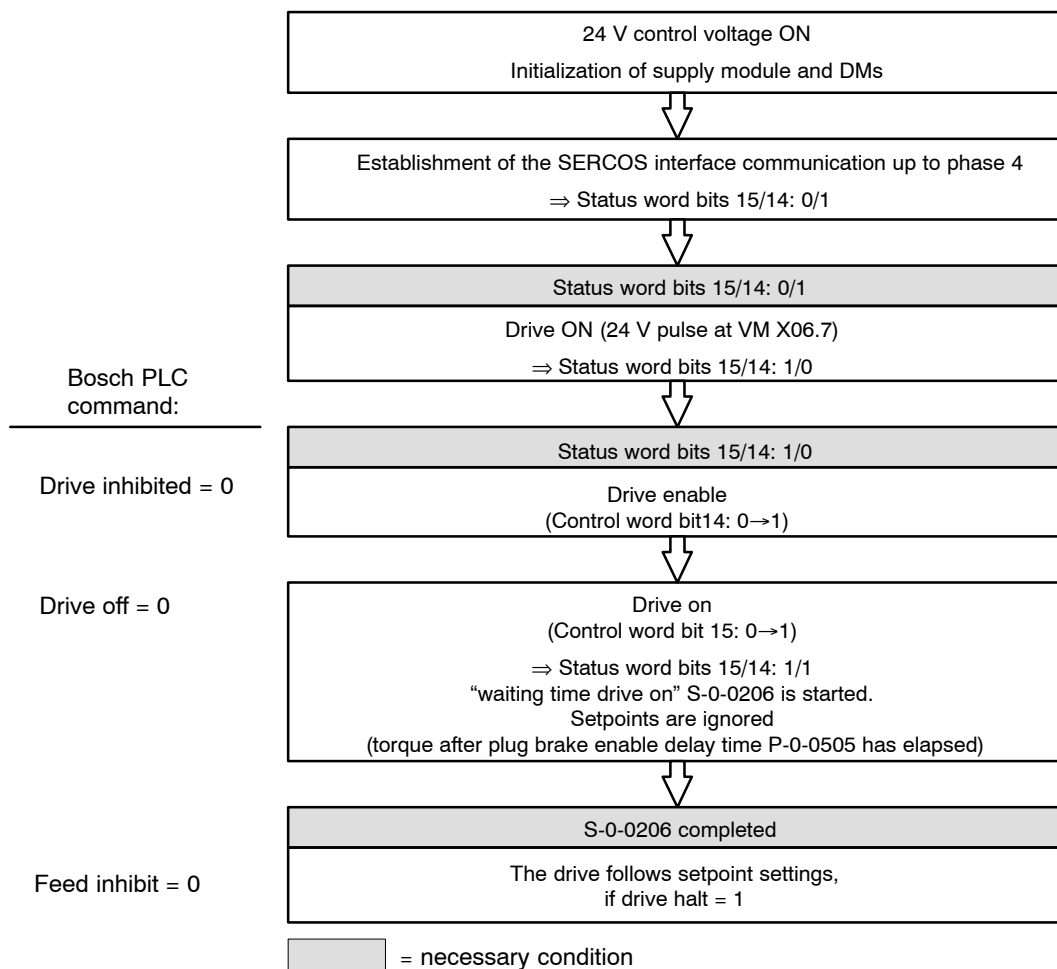 24 V control voltage ON
Initialization of supply module and DMs
Establishment of the SERCOS interface communication up to phase 4
⇒ Status word bits 15/14: 0/1
Status word bits 15/14: 0/1
Drive ON (24 V pulse at VM X06.7)
⇒ Status word bits 15/14: 1/0
Bosch PLC
command:
Status word bits 15/14: 1/0
Drive inhibited = 0
Drive enable
(Control word bit14: 0→1)
Drive off = 0
Drive on
(Control word bit 15: 0→1)
⇒ Status word bits 15/14: 1/1
“waiting time drive on” S-0-0206 is started.
Setpoints are ignored
(torque after plug brake enable delay time P-0-0505 has elapsed)
S-0-0206 completed
Feed inhibit = 0
The drive follows setpoint settings,
if drive halt = 1
= necessary condition